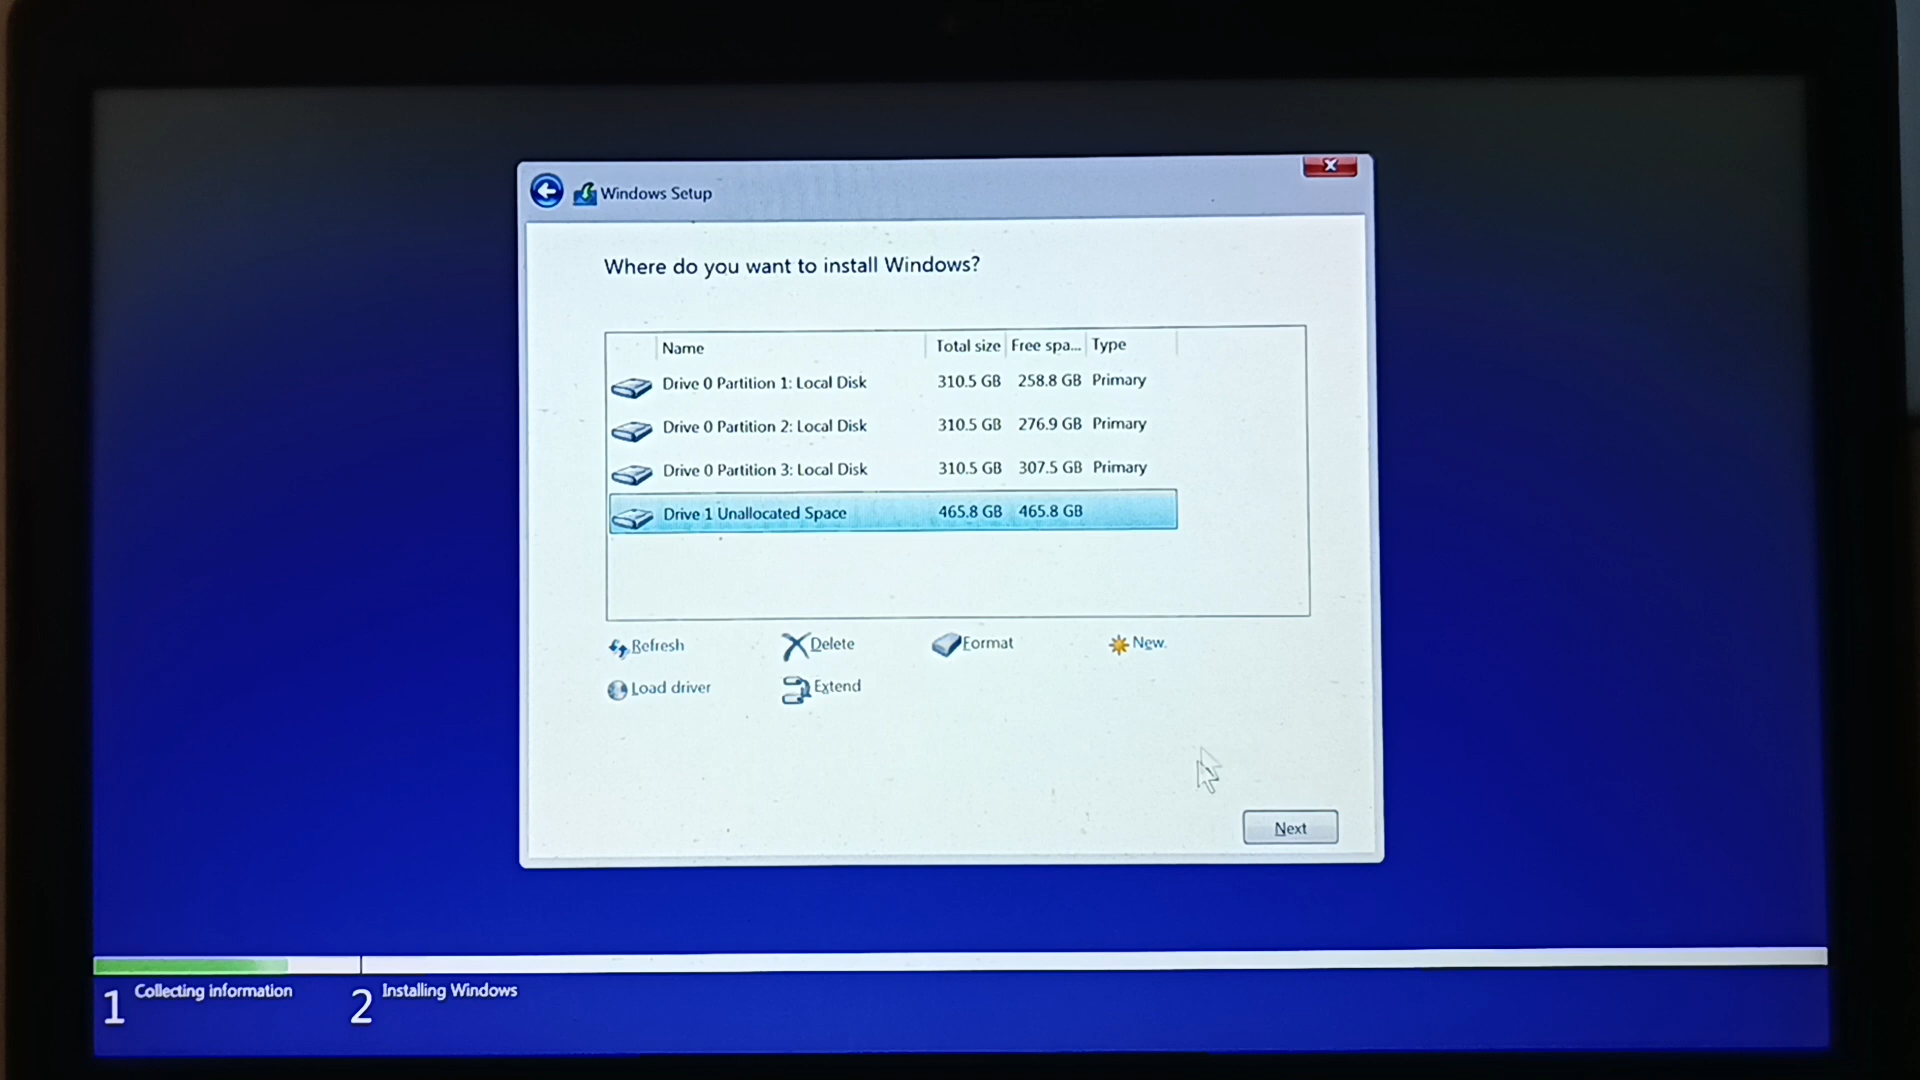 Windows Setup
Where do you want to install Windows?
Name Total size Free spa... Type
Drive 0 Partition 1: Local Disk 310.5 GB 258.8 GB Primary
Drive 0 Partition 2: Local Disk 310.5 GB 276.9 GB Primary
Drive 0 Partition 3: Local Disk 310.5 GB 307.5 GB Primary
Drive 1 Unallocated Space 465.8 GB 465.8 GB
Refresh Delete Format New
Load driver Extend
Next
1 Collecting information 2 Installing Windows